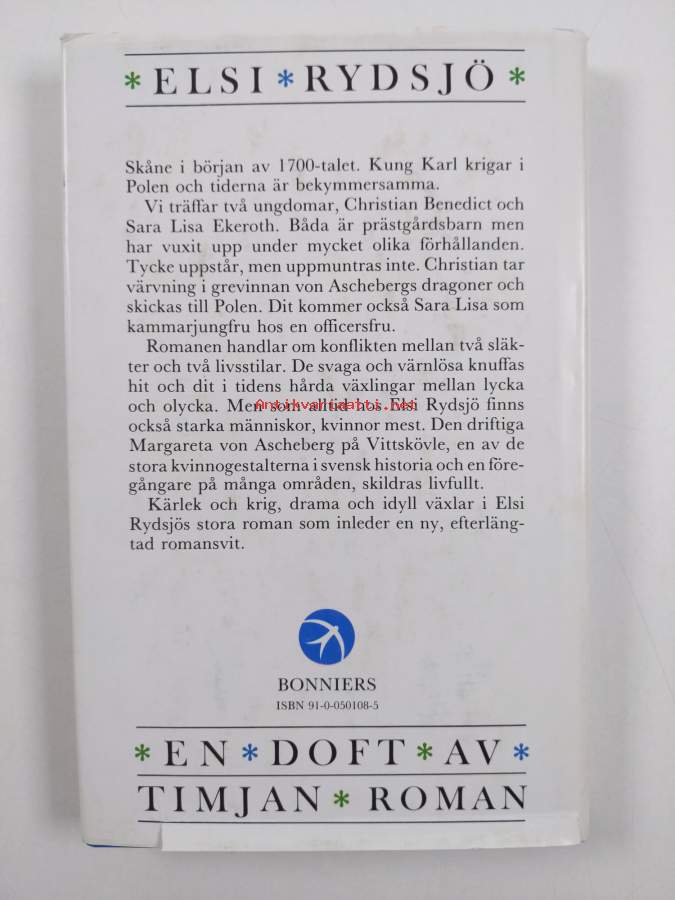 * ELSI * RYDSJÖ *
Skåne i början av 1700-talet. Kung Karl krigar i
Polen och tiderna är bekymmersamma.
Vi träffar två ungdomar, Christian Benedict och
Sara Lisa Ekeroth. Båda är prästgårdsbarn men
har vuxit upp under mycket olika förhållanden.
Tycke uppstår, men uppmuntras inte. Christian tar
värvning i grevinnan von Aschebergs dragoner och
skickas till Polen. Dit kommer också Sara Lisa som
kammarjungfru hos en officersfru.
Romanen handlar om konflikten mellan två släk-
ter och två livsstilar. De svaga och värnlösa knuffas
hit och dit i tidens hårda växlingar mellan lycka
och olycka. Men som alltid hos Elsi Rydsjö finns
Antikvariaatti.net
också starka människor, kvinnor mest. Den driftiga
Margareta von Ascheberg på Vittskövle, en av de
stora kvinnogestalterna i svensk historia och en före-
gångare på många områden, skildras livfullt.
Kärlek och krig, drama och idyll växlar i Elsi
Rydsjös stora roman som inleder en ny, efterläng-
tad romansvit.
BONNIERS
ISBN 91-0-050108-5
* EN * DOFT * AV *
TIMJAN * ROMAN